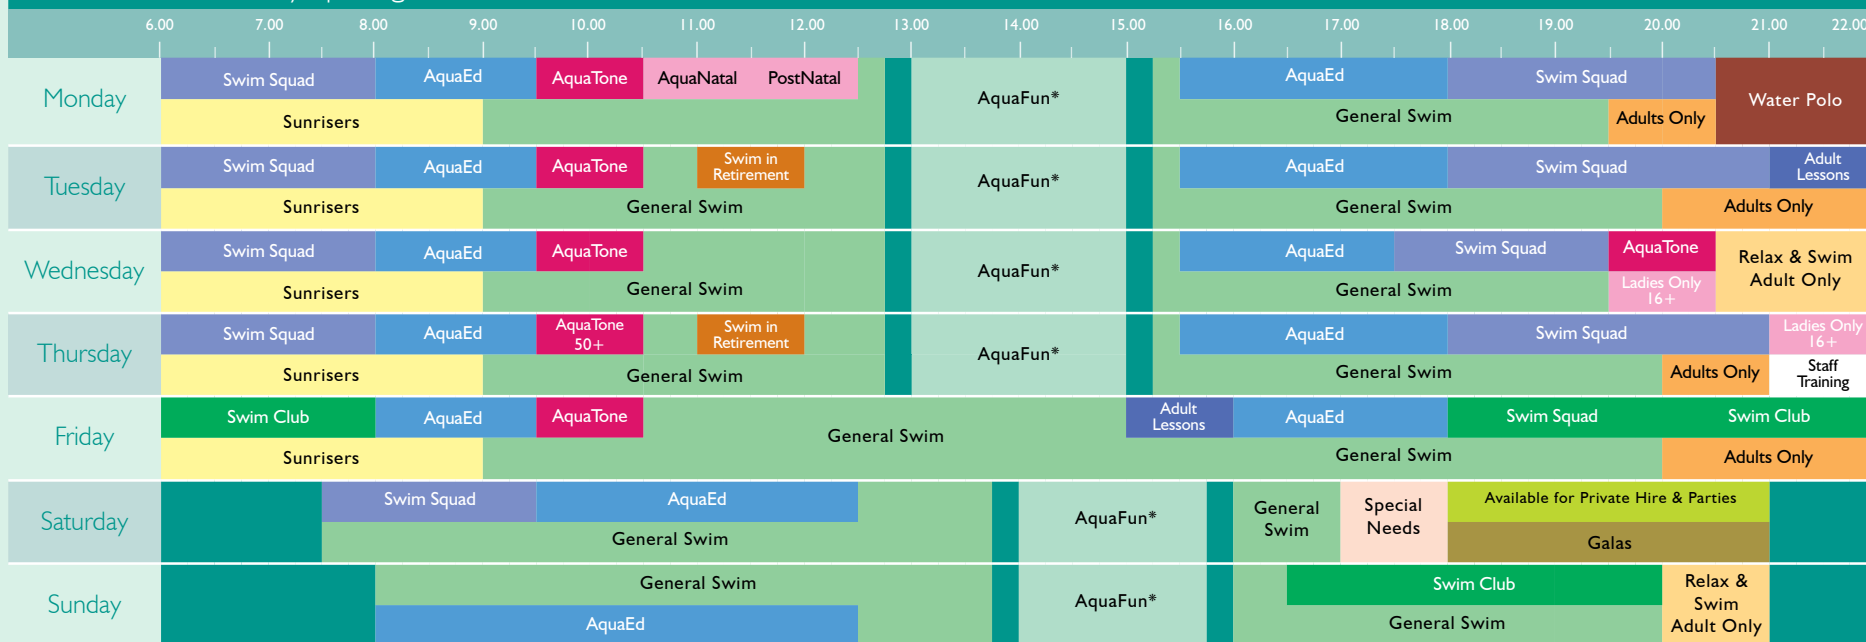 6.00 7.00 8.00 9.00 10.00 11.00 12.00 13.00 14.00 15.00 16.00 17.00 18.00 19.00 20.00 21.00 22.00
Monday
Swim Squad AquaEd AquaTone AquaNatal PostNatal AquaFun* AquaEd Swim Squad Water Polo
Sunrisers General Swim Adults Only
Tuesday
Swim Squad AquaEd AquaTone Swim in
Retirement
AquaFun* AquaEd Swim Squad Adult
Lessons
Sunrisers General Swim General Swim Adults Only
Wednesday
Swim Squad AquaEd AquaTone AquaFun* AquaEd Swim Squad AquaTone Relax & Swim
Adult Only
Sunrisers General Swim General Swim Ladies Only
16+
Thursday
Swim Squad AquaEd AquaTone
50+
Swim in
Retirement
AquaFun* AquaEd Swim Squad Ladies Only
16+
Sunrisers General Swim General Swim Adults Only Staff
Training
Friday
Swim Club AquaEd AquaTone General Swim Adult
Lessons
AquaEd Swim Squad Swim Club
Sunrisers General Swim Adults Only
Saturday
Swim Squad AquaEd AquaFun* General
Swim
Special
Needs
Available for Private Hire & Parties
General Swim Galas
Sunday
General Swim AquaFun* Swim Club Relax &
Swim
Adult Only
AquaEd General Swim